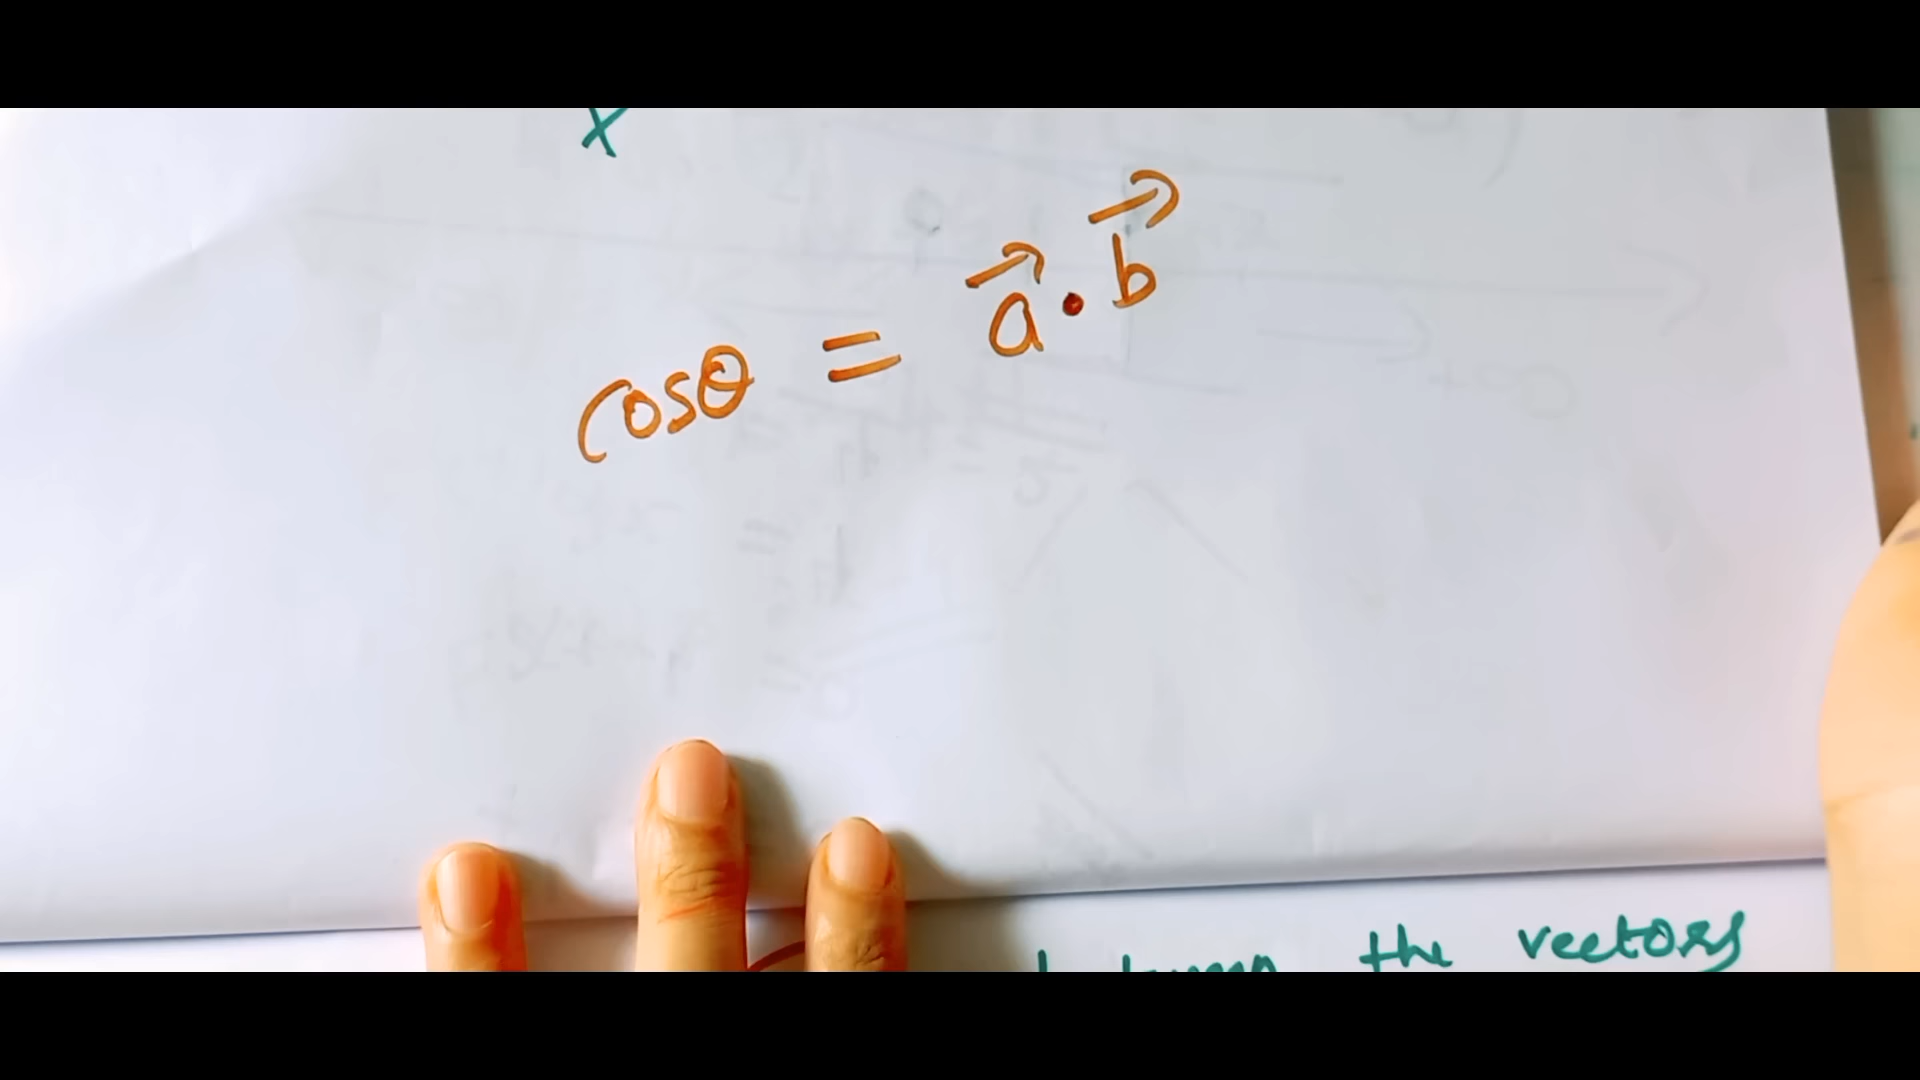 X
cosθ = a⃗ • b⃗
the vectors